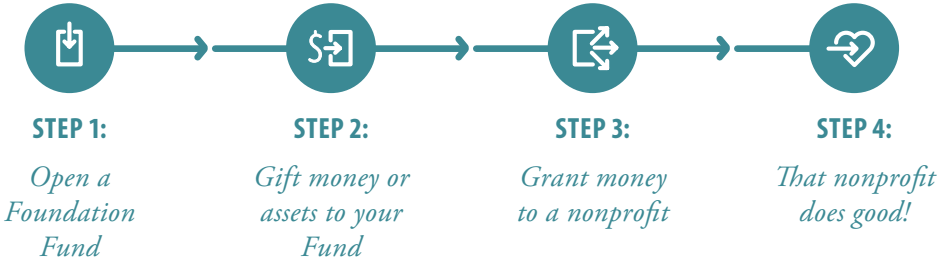 $
STEP 1:
Open a
Foundation
Fund
STEP 2:
Gift money or
assets to your
Fund
STEP 3:
Grant money
to a nonprofit
STEP 4:
That nonprofit
does good!